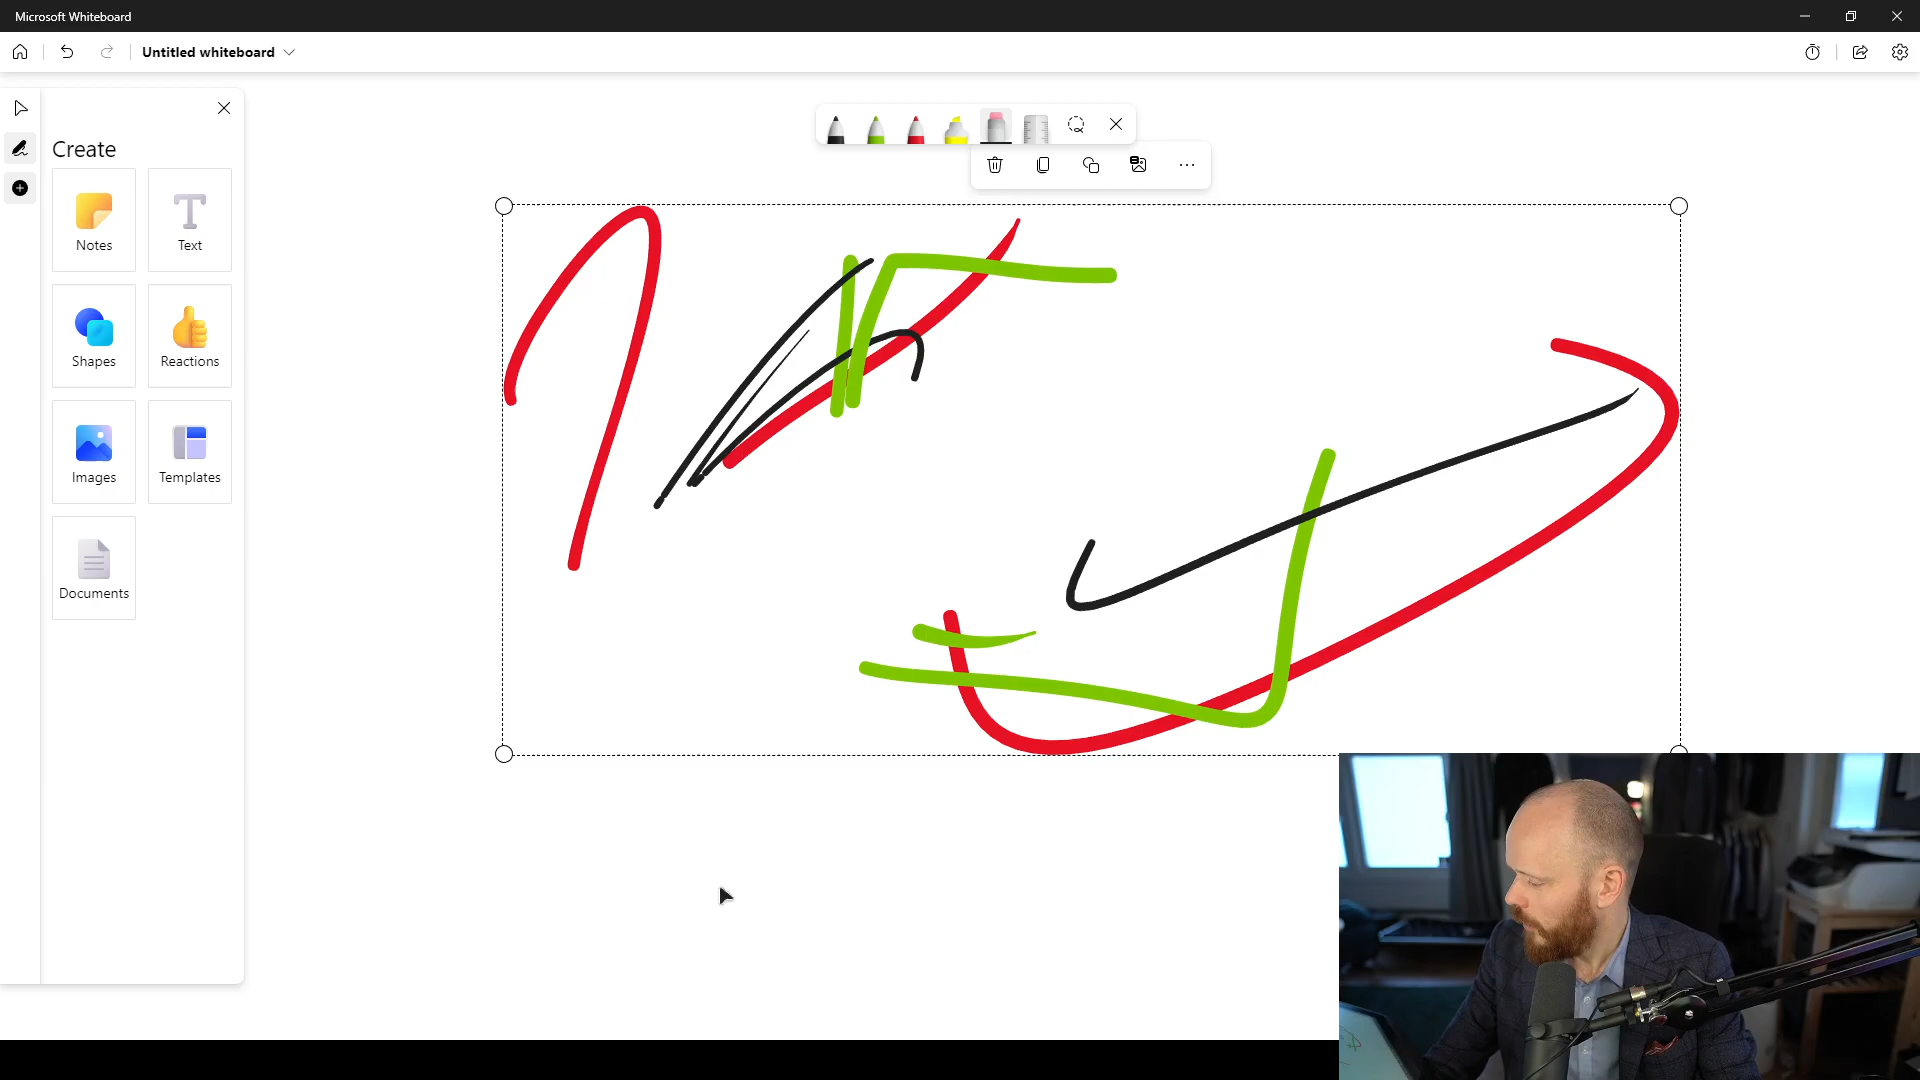 Microsoft Whiteboard
Untitled whiteboard
Create
Notes
Text
Shapes
Reactions
Images
Templates
Documents